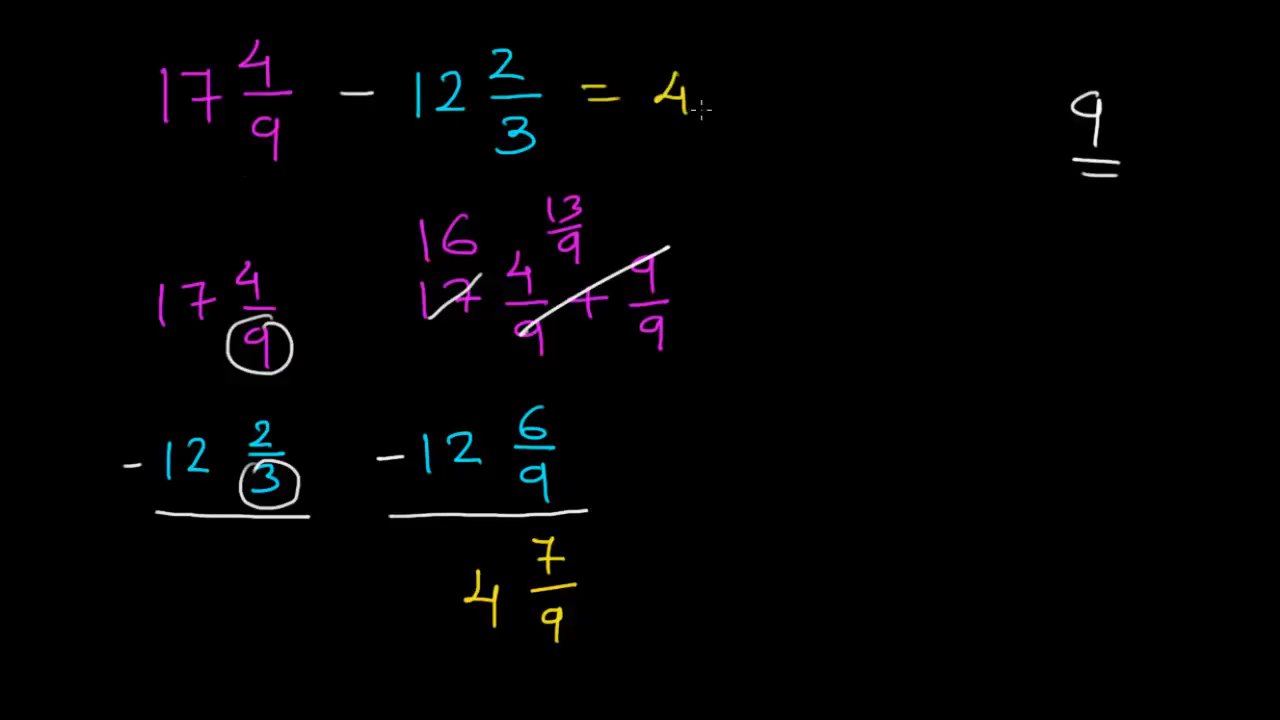 17 4/9 - 12 2/3 = 4
9
16 13/9
17 4/9 + 9/9
17 4/9
- 12 2/3
- 12 6/9
4 7/9